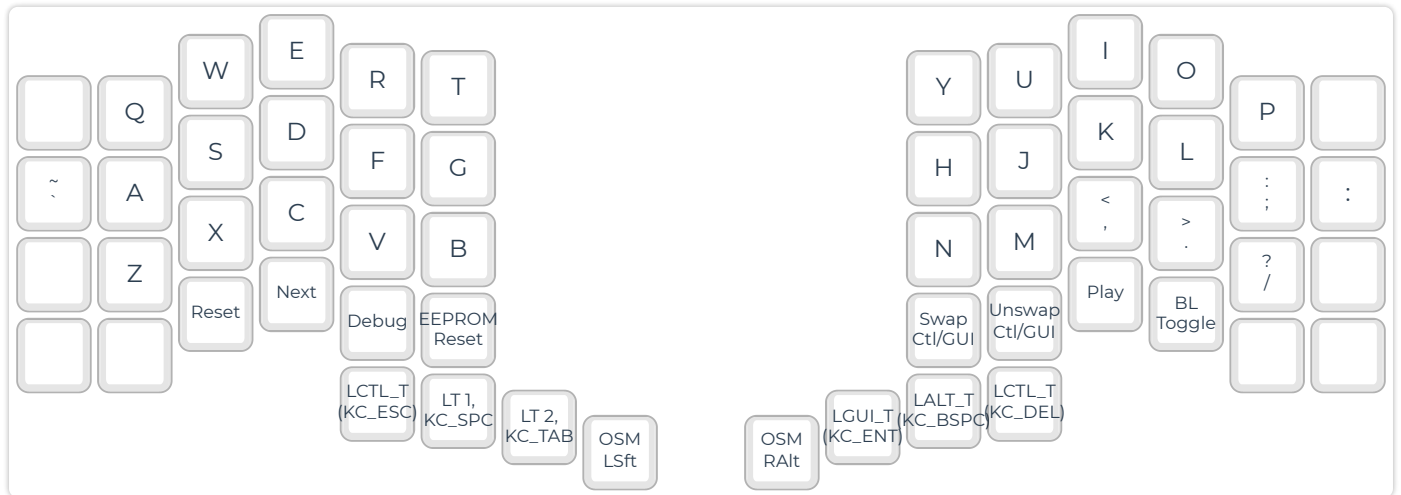 E
I
W
O
R
U
T
Y
Q
P
D
K
S
L
F
J
G
H
~
`
A
:
;
:
C
<
,
X
>
.
V
M
B
N
Z
?
/
Next
Play
Reset
BL
Toggle
Debug
EEPROM
Reset
Swap
Ctl/GUI
Unswap
Ctl/GUI
LCTL_T
(KC_ESC)
LT 1,
KC_SPC
LT 2,
KC_TAB
OSM
LSft
OSM
RAlt
LGUI_T
(KC_ENT)
LALT_T
(KC_BSPC)
LCTL_T
(KC_DEL)